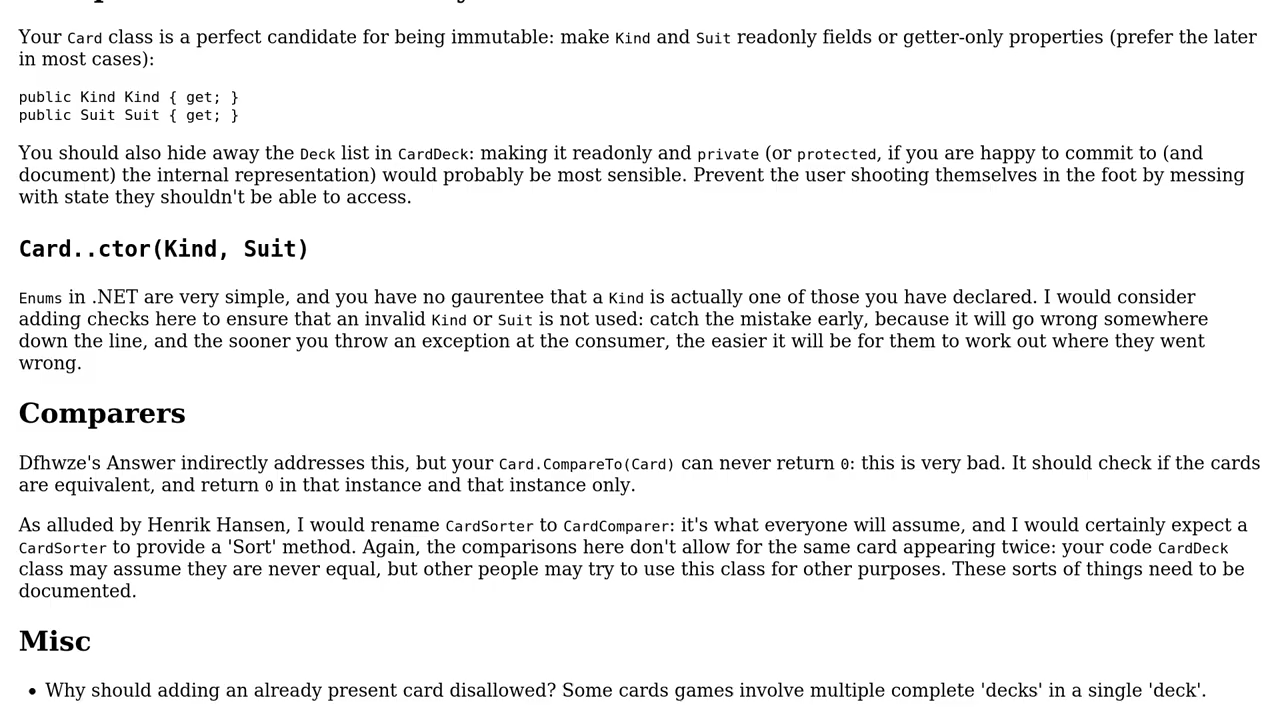 Your Card class is a perfect candidate for being immutable: make Kind and Suit readonly fields or getter-only properties (prefer the later
in most cases):
public Kind Kind { get; }
public Suit Suit { get; }
You should also hide away the Deck list in CardDeck: making it readonly and private (or protected, if you are happy to commit to (and
document) the internal representation) would probably be most sensible. Prevent the user shooting themselves in the foot by messing
with state they shouldn't be able to access.
Card..ctor(Kind, Suit)
Enums in .NET are very simple, and you have no gaurentee that a Kind is actually one of those you have declared. I would consider
adding checks here to ensure that an invalid Kind or Suit is not used: catch the mistake early, because it will go wrong somewhere
down the line, and the sooner you throw an exception at the consumer, the easier it will be for them to work out where they went
wrong.
Comparers
Dfhwze's Answer indirectly addresses this, but your Card.CompareTo(Card) can never return 0: this is very bad. It should check if the cards
are equivalent, and return 0 in that instance and that instance only.
As alluded by Henrik Hansen, I would rename CardSorter to CardComparer: it's what everyone will assume, and I would certainly expect a
CardSorter to provide a 'Sort' method. Again, the comparisons here don't allow for the same card appearing twice: your code CardDeck
class may assume they are never equal, but other people may try to use this class for other purposes. These sorts of things need to be
documented.
Misc
• Why should adding an already present card disallowed? Some cards games involve multiple complete 'decks' in a single 'deck'.